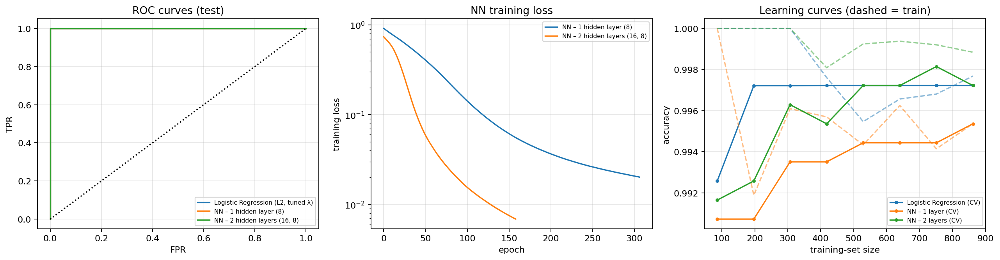 ROC curves (test)
1.0
0.8
0.6
0.4
0.2
0.0
TPR
0.0 0.2 0.4 0.6 0.8 1.0
FPR
Logistic Regression (L2, tuned λ)
NN – 1 hidden layer (8)
NN – 2 hidden layers (16, 8)
NN training loss
10⁰
10⁻¹
10⁻²
training loss
0 50 100 150 200 250 300
epoch
NN – 1 hidden layer (8)
NN – 2 hidden layers (16, 8)
Learning curves (dashed = train)
1.000
0.998
0.996
0.994
0.992
accuracy
100 200 300 400 500 600 700 800 900
training-set size
Logistic Regression (CV)
NN – 1 layer (CV)
NN – 2 layers (CV)